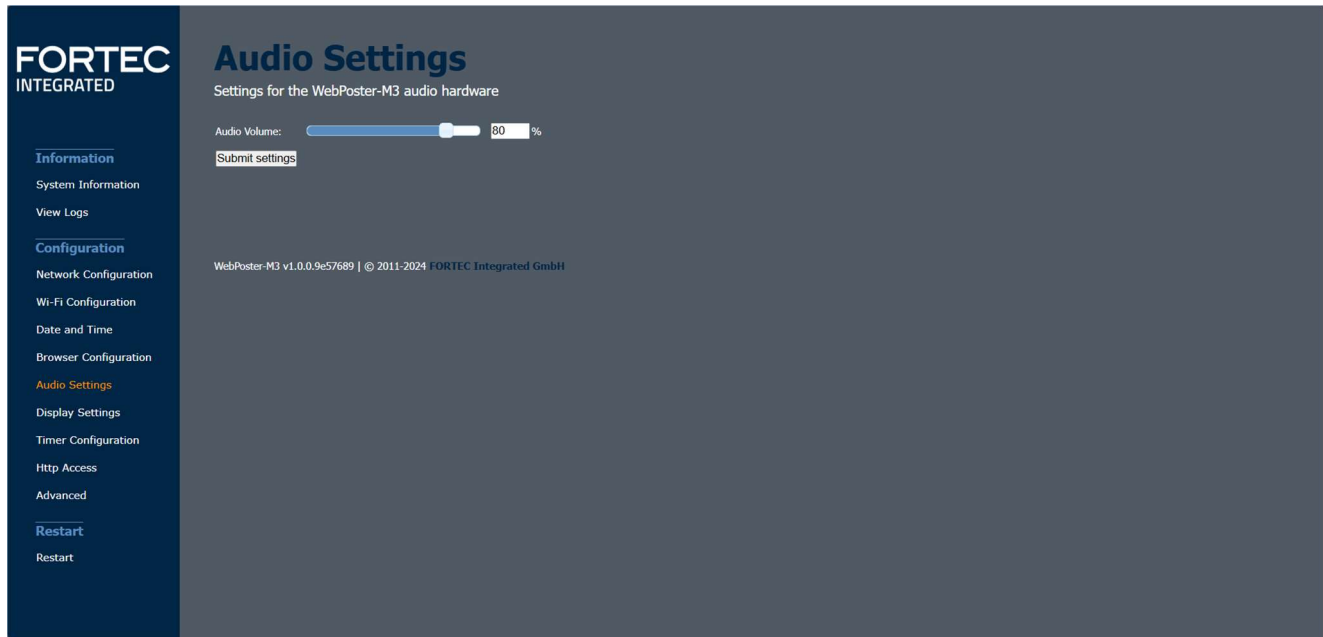 FORTEC
INTEGRATED
Information
System Information
View Logs
Configuration
Network Configuration
Wi-Fi Configuration
Date and Time
Browser Configuration
Audio Settings
Display Settings
Timer Configuration
Http Access
Advanced
Restart
Restart
Audio Settings
Settings for the WebPoster-M3 audio hardware
Audio Volume: 80 %
Submit settings
WebPoster-M3 v1.0.0.9e57689 | © 2011-2024 FORTEC Integrated GmbH